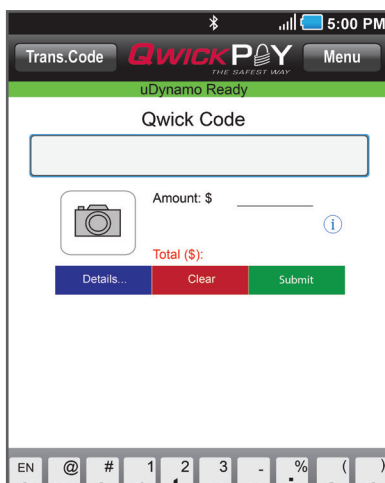 5:00 PM
Trans.Code QWICKPAY Menu
THE SAFEST WAY
uDynamo Ready
Qwick Code
Amount: $
i
Total ($):
Details... Clear Submit
EN @ # 1 2 3 - % ( )